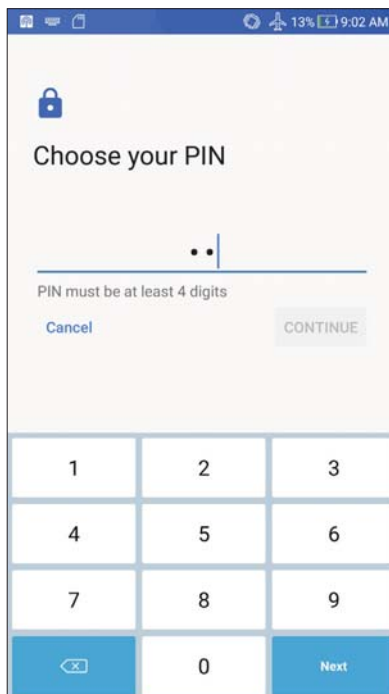 13% 9:02 AM
Choose your PIN
••
PIN must be at least 4 digits
Cancel CONTINUE
1 2 3
4 5 6
7 8 9
0 Next